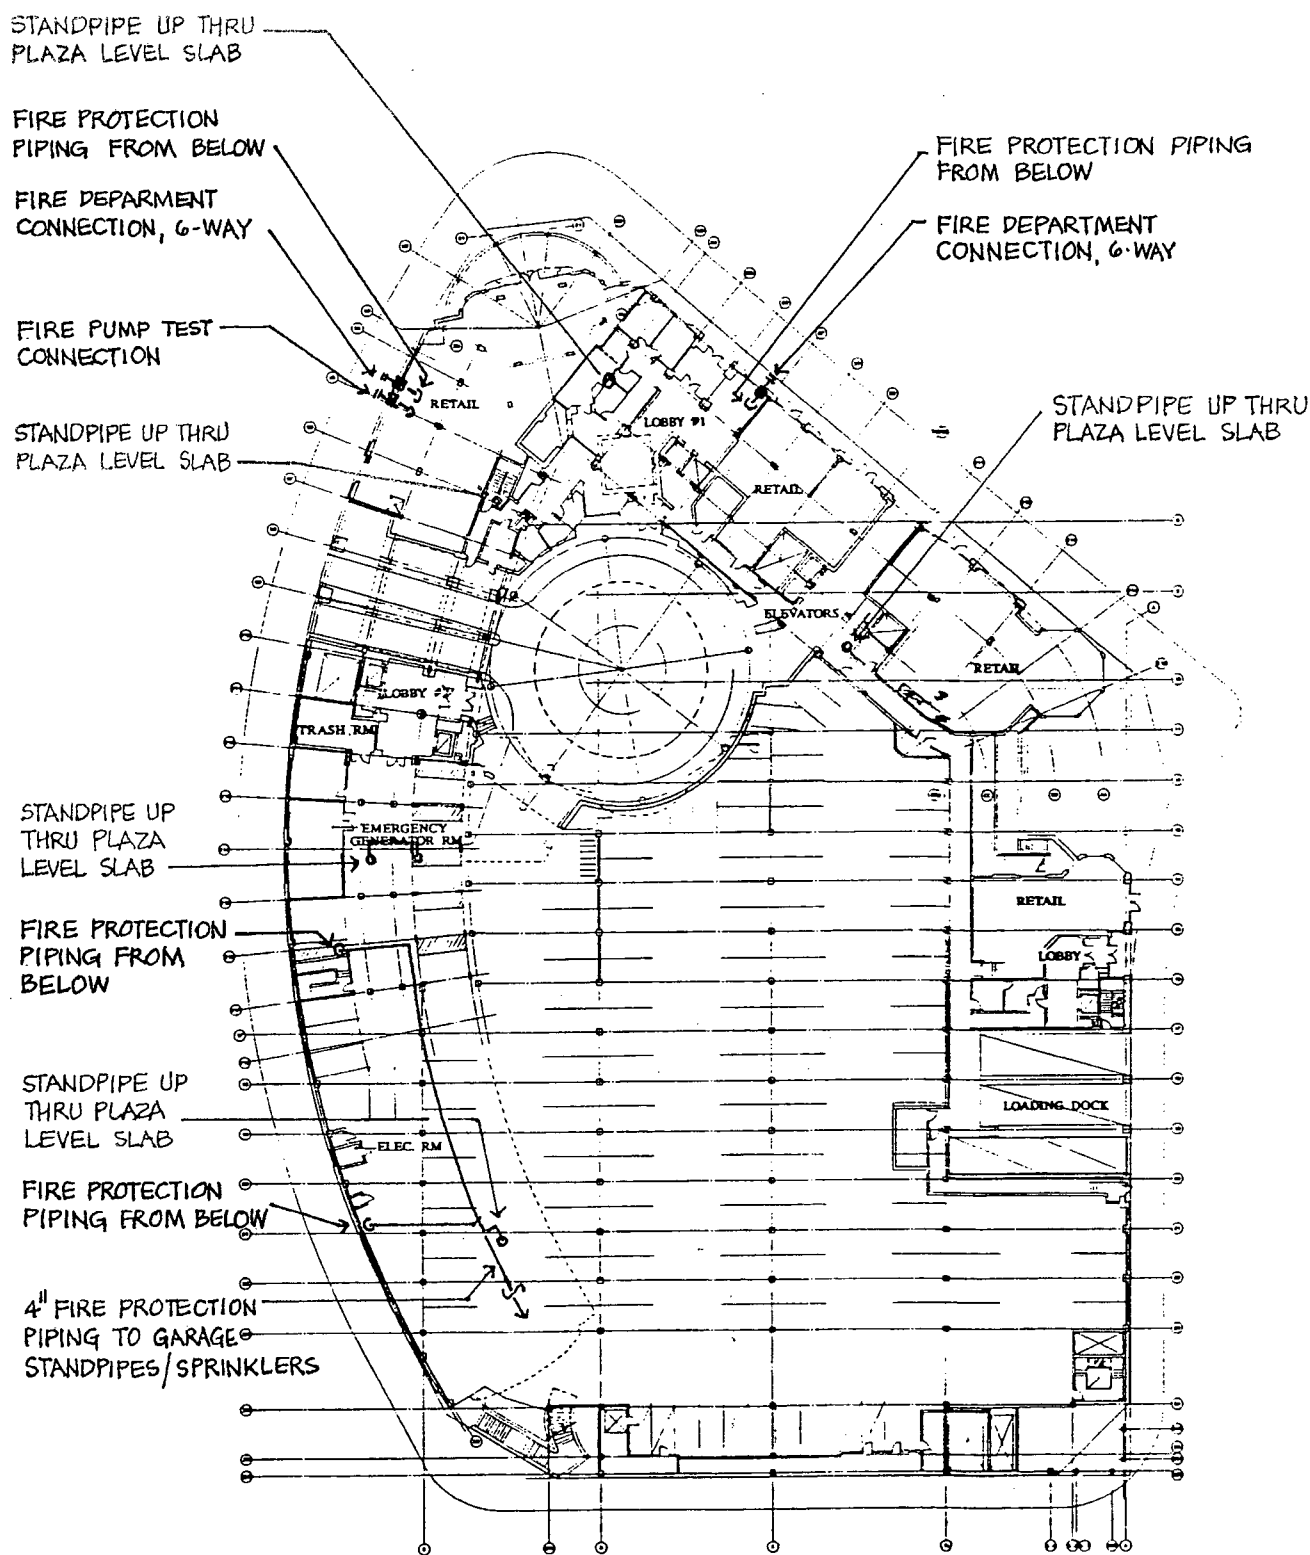 STANDPIPE UP THRU
PLAZA LEVEL SLAB
FIRE PROTECTION
PIPING FROM BELOW
FIRE DEPARMENT
CONNECTION, 6-WAY
FIRE PUMP TEST
CONNECTION
STANDPIPE UP THRU
PLAZA LEVEL SLAB
FIRE PROTECTION PIPING
FROM BELOW
FIRE DEPARTMENT
CONNECTION, 6-WAY
STANDPIPE UP THRU
PLAZA LEVEL SLAB
RETAIL
LOBBY #1
RETAIL
ELEVATORS
RETAIL
LOBBY
TRASH RM
STANDPIPE UP
THRU PLAZA
LEVEL SLAB
EMERGENCY
GENERATOR RM
RETAIL
LOBBY
FIRE PROTECTION
PIPING FROM
BELOW
STANDPIPE UP
THRU PLAZA
LEVEL SLAB
LOADING DOCK
ELEC. RM
FIRE PROTECTION
PIPING FROM BELOW
4" FIRE PROTECTION
PIPING TO GARAGE
STANDPIPES/SPRINKLERS